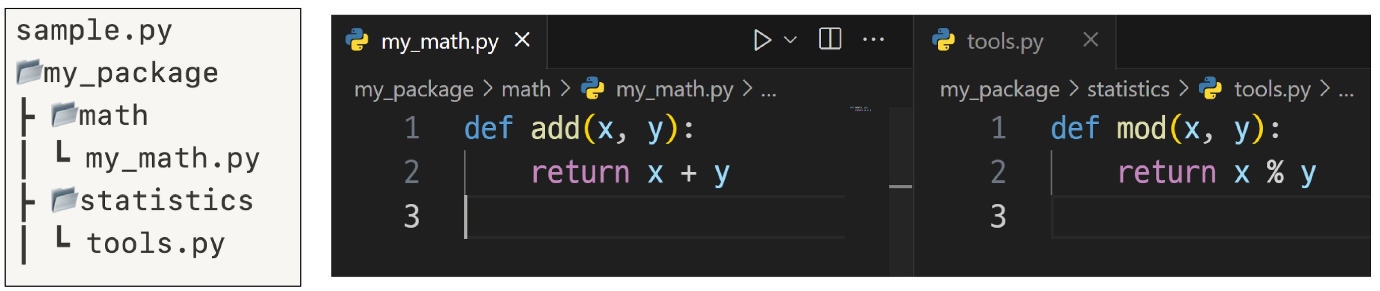 sample.py
my_package
math
my_math.py
statistics
tools.py
my_math.py
my_package > math > my_math.py > ...
1 def add(x, y):
2 return x + y
3
tools.py
my_package > statistics > tools.py > ...
1 def mod(x, y):
2 return x % y
3